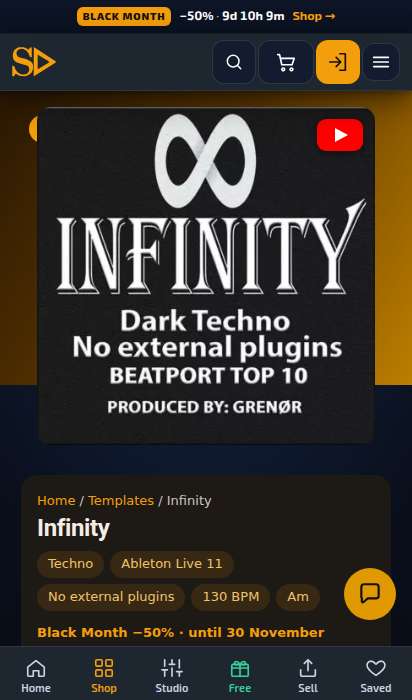 BLACK MONTH −50% · 9d 10h 9m Shop →
S
INFINITY
Dark Techno
No external plugins
BEATPORT TOP 10
PRODUCED BY: GRENØR
Home / Templates / Infinity
Infinity
Techno Ableton Live 11
No external plugins 130 BPM Am
Black Month −50% · until 30 November
Home Shop Studio Free Sell Saved